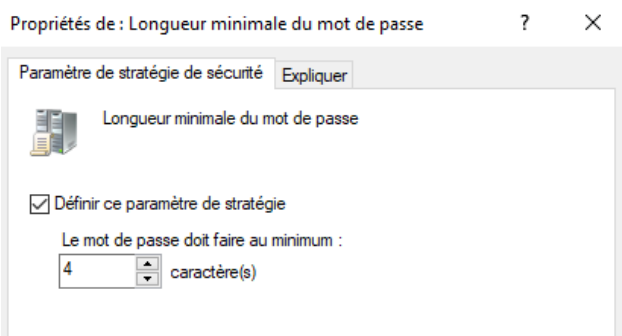 Propriétés de : Longueur minimale du mot de passe ?
Paramètre de stratégie de sécurité Expliquer
Longueur minimale du mot de passe
Définir ce paramètre de stratégie
Le mot de passe doit faire au minimum :
4 caractère(s)